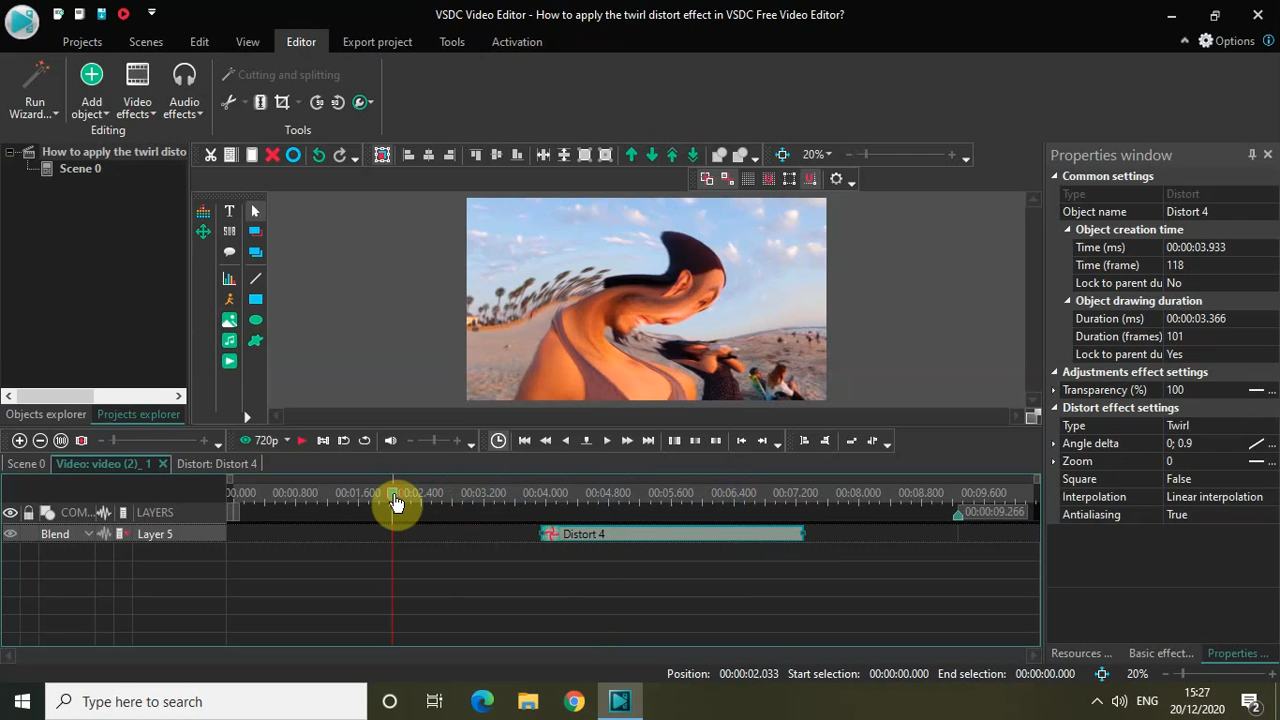 VSDC Video Editor - How to apply the twirl distort effect in VSDC Free Video Editor?
Projects Scenes Edit View Editor Export project Tools Activation Options
Run Wizard...
Add object
Video effects
Audio effects
Editing
Cutting and splitting
Tools
How to apply the twirl disto
Scene 0
20%
Properties window
Common settings
Type Distort
Object name Distort 4
Object creation time
Time (ms) 00:00:03.933
Time (frame) 118
Lock to parent du No
Object drawing duration
Duration (ms) 00:00:03.366
Duration (frames) 101
Lock to parent du Yes
Adjustments effect settings
Transparency (%) 100 ...
Distort effect settings
Type Twirl
Angle delta 0; 0.9 ...
Zoom 0 ...
Square False
Interpolation Linear interpolation
Antialiasing True
T
SUB
Objects explorer Projects explorer
720p
Scene 0 Video: video (2)_ 1 Distort: Distort 4
00.000 00:00.800 00:01.600 00:02.400 00:03.200 00:04.000 00:04.800 00:05.600 00:06.400 00:07.200 00:08.000 00:08.800 00:09.600
COM... LAYERS
00:00:09.266
Blend Layer 5 Distort 4
Resources ... Basic effect... Properties ...
Position: 00:00:02.033 Start selection: 00:00:00.000 End selection: 00:00:00.000 20%
Type here to search
ENG
15:27
20/12/2020
2